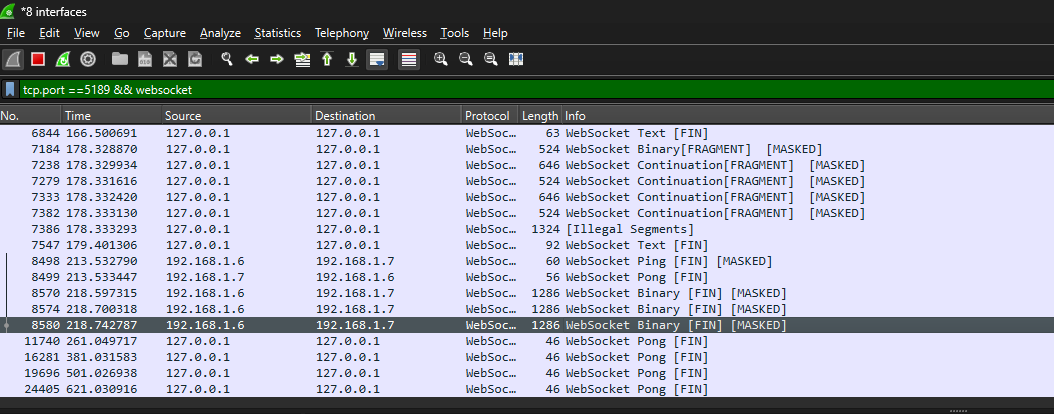 *8 interfaces
File Edit View Go Capture Analyze Statistics Telephony Wireless Tools Help
tcp.port ==5189 && websocket
No. Time Source Destination Protocol Length Info
6844 166.500691 127.0.0.1 127.0.0.1 WebSoc… 63 WebSocket Text [FIN]
7184 178.328870 127.0.0.1 127.0.0.1 WebSoc… 524 WebSocket Binary[FRAGMENT] [MASKED]
7238 178.329934 127.0.0.1 127.0.0.1 WebSoc… 646 WebSocket Continuation[FRAGMENT] [MASKED]
7279 178.331616 127.0.0.1 127.0.0.1 WebSoc… 524 WebSocket Continuation[FRAGMENT] [MASKED]
7333 178.332420 127.0.0.1 127.0.0.1 WebSoc… 646 WebSocket Continuation[FRAGMENT] [MASKED]
7382 178.333130 127.0.0.1 127.0.0.1 WebSoc… 524 WebSocket Continuation[FRAGMENT] [MASKED]
7386 178.333293 127.0.0.1 127.0.0.1 WebSoc… 1324 [Illegal Segments]
7547 179.401306 127.0.0.1 127.0.0.1 WebSoc… 92 WebSocket Text [FIN]
8498 213.532790 192.168.1.6 192.168.1.7 WebSoc… 60 WebSocket Ping [FIN] [MASKED]
8499 213.533447 192.168.1.7 192.168.1.6 WebSoc… 56 WebSocket Pong [FIN]
8570 218.597315 192.168.1.6 192.168.1.7 WebSoc… 1286 WebSocket Binary [FIN] [MASKED]
8574 218.700318 192.168.1.6 192.168.1.7 WebSoc… 1286 WebSocket Binary [FIN] [MASKED]
8580 218.742787 192.168.1.6 192.168.1.7 WebSoc… 1286 WebSocket Binary [FIN] [MASKED]
11740 261.049717 127.0.0.1 127.0.0.1 WebSoc… 46 WebSocket Pong [FIN]
16281 381.031583 127.0.0.1 127.0.0.1 WebSoc… 46 WebSocket Pong [FIN]
19696 501.026938 127.0.0.1 127.0.0.1 WebSoc… 46 WebSocket Pong [FIN]
24405 621.030916 127.0.0.1 127.0.0.1 WebSoc… 46 WebSocket Pong [FIN]